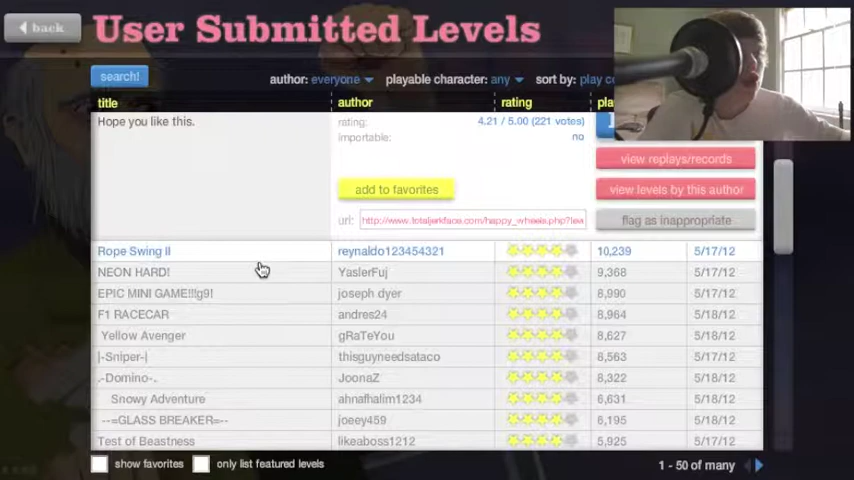 back
User Submitted Levels
search!
author: everyone
playable character: any
sort by: play
title
author
rating
Hope you like this.
rating: 4.21 / 5.00 (221 votes)
importable: no
view replays/records
add to favorites
view levels by this author
url: http://www.totaljerkface.com/happy_wheels.php?
flag as inappropriate
Rope Swing II reynaldo123454321 10,239 5/17/12
NEON HARD! YaslerFuj 9,368 5/17/12
EPIC MINI GAME!!!g9! joseph dyer 8,990 5/17/12
F1 RACECAR andres24 8,964 5/18/12
Yellow Avenger gRaTeYou 8,627 5/18/12
|-Sniper-| thisguyneedsataco 8,563 5/17/12
.-Domino-. JoonaZ 8,322 5/18/12
Snowy Adventure ahnafhalim1234 6,631 5/18/12
--=GLASS BREAKER=-- joeey459 6,195 5/18/12
Test of Beastness likeaboss1212 5,925 5/17/12
show favorites
only list featured levels
1 - 50 of many